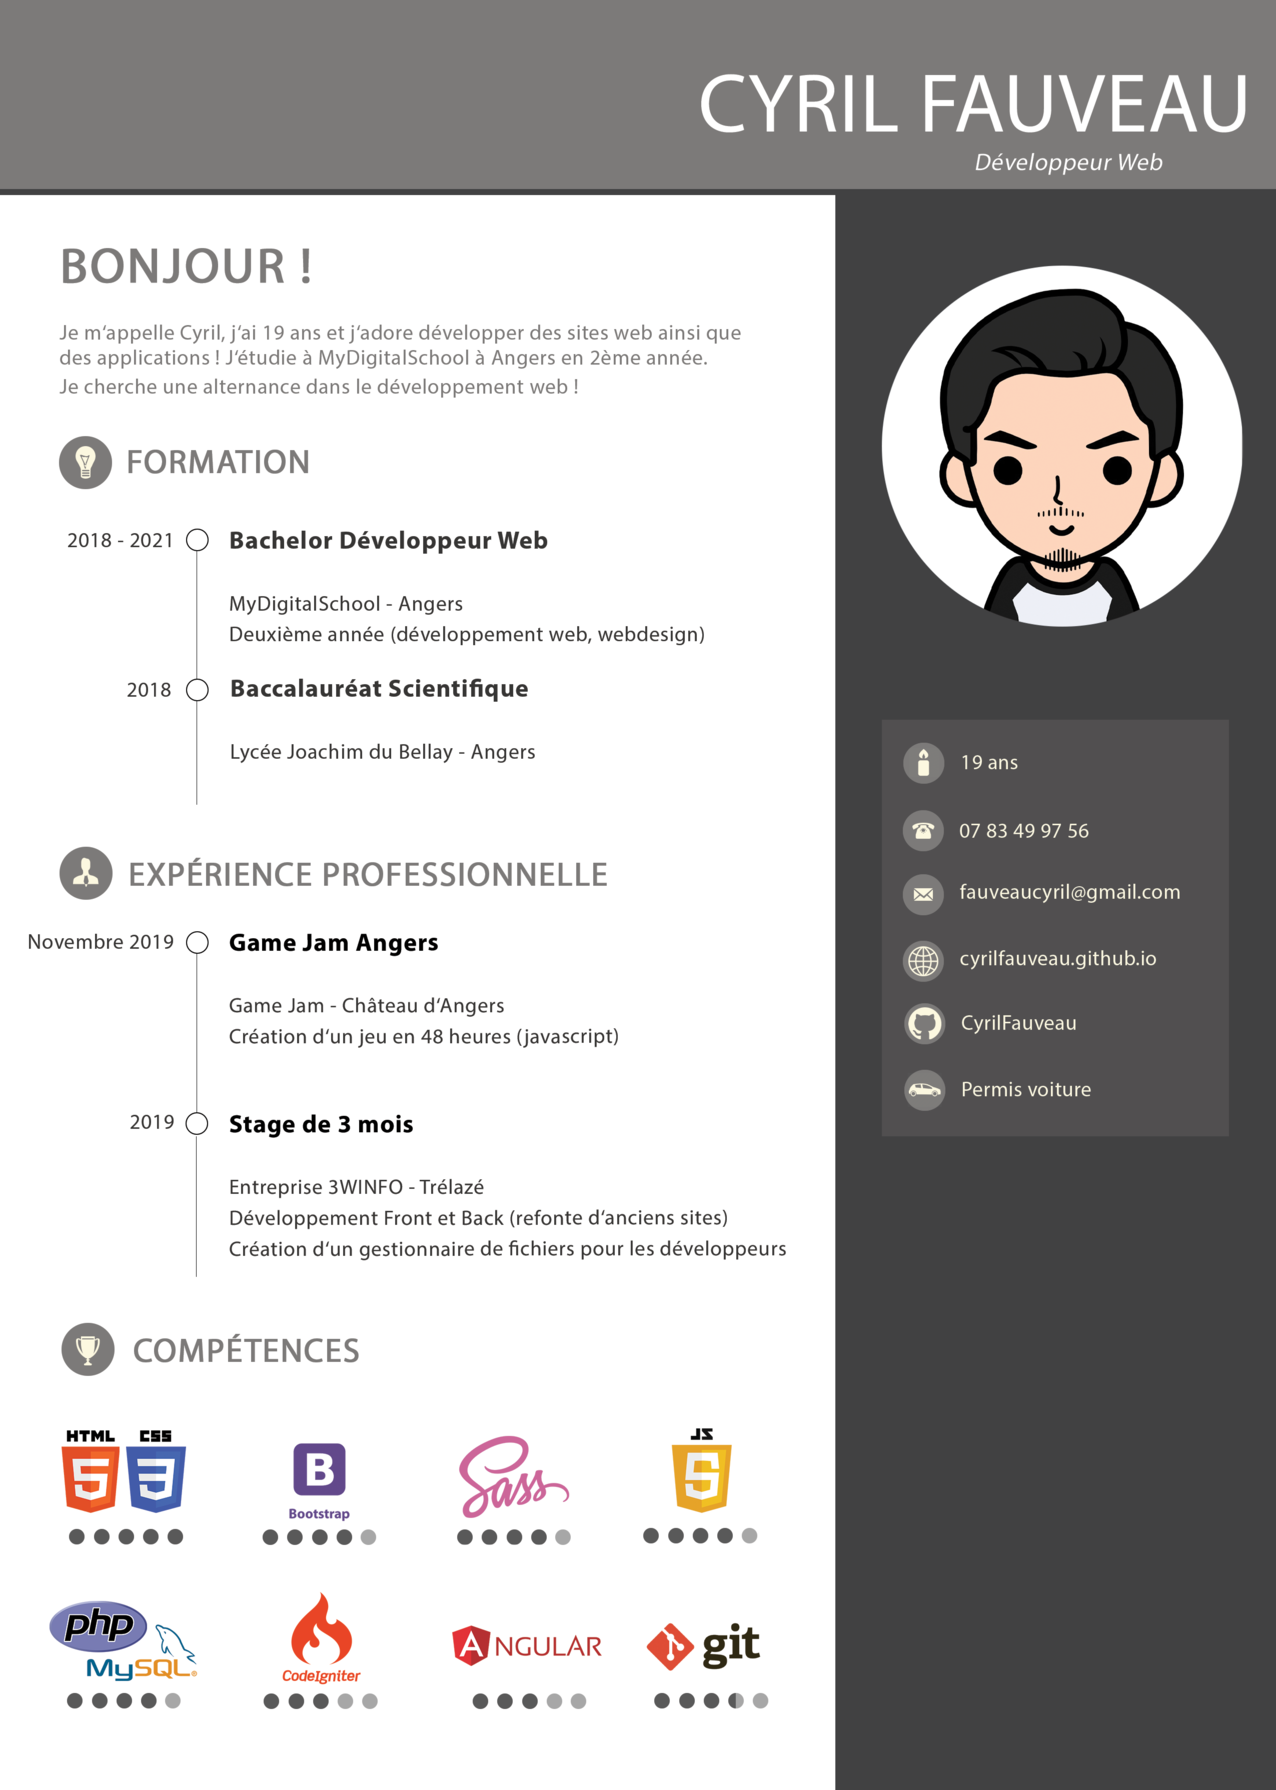 CYRIL FAUVEAU
Développeur Web
BONJOUR !
Je m‘appelle Cyril, j‘ai 19 ans et j‘adore développer des sites web ainsi que
des applications ! J‘étudie à MyDigitalSchool à Angers en 2ème année.
Je cherche une alternance dans le développement web !
FORMATION
2018 - 2021 Bachelor Développeur Web
MyDigitalSchool - Angers
Deuxième année (développement web, webdesign)
2018 Baccalauréat Scientifique
Lycée Joachim du Bellay - Angers
EXPÉRIENCE PROFESSIONNELLE
Novembre 2019 Game Jam Angers
Game Jam - Château d‘Angers
Création d‘un jeu en 48 heures (javascript)
2019 Stage de 3 mois
Entreprise 3WINFO - Trélazé
Développement Front et Back (refonte d‘anciens sites)
Création d‘un gestionnaire de fichiers pour les développeurs
COMPÉTENCES
HTML CSS JS
5 3 B Sass 5
Bootstrap
php
MySQL®
CodeIgniter
ANGULAR
git
19 ans
07 83 49 97 56
fauveaucyril@gmail.com
cyrilfauveau.github.io
CyrilFauveau
Permis voiture